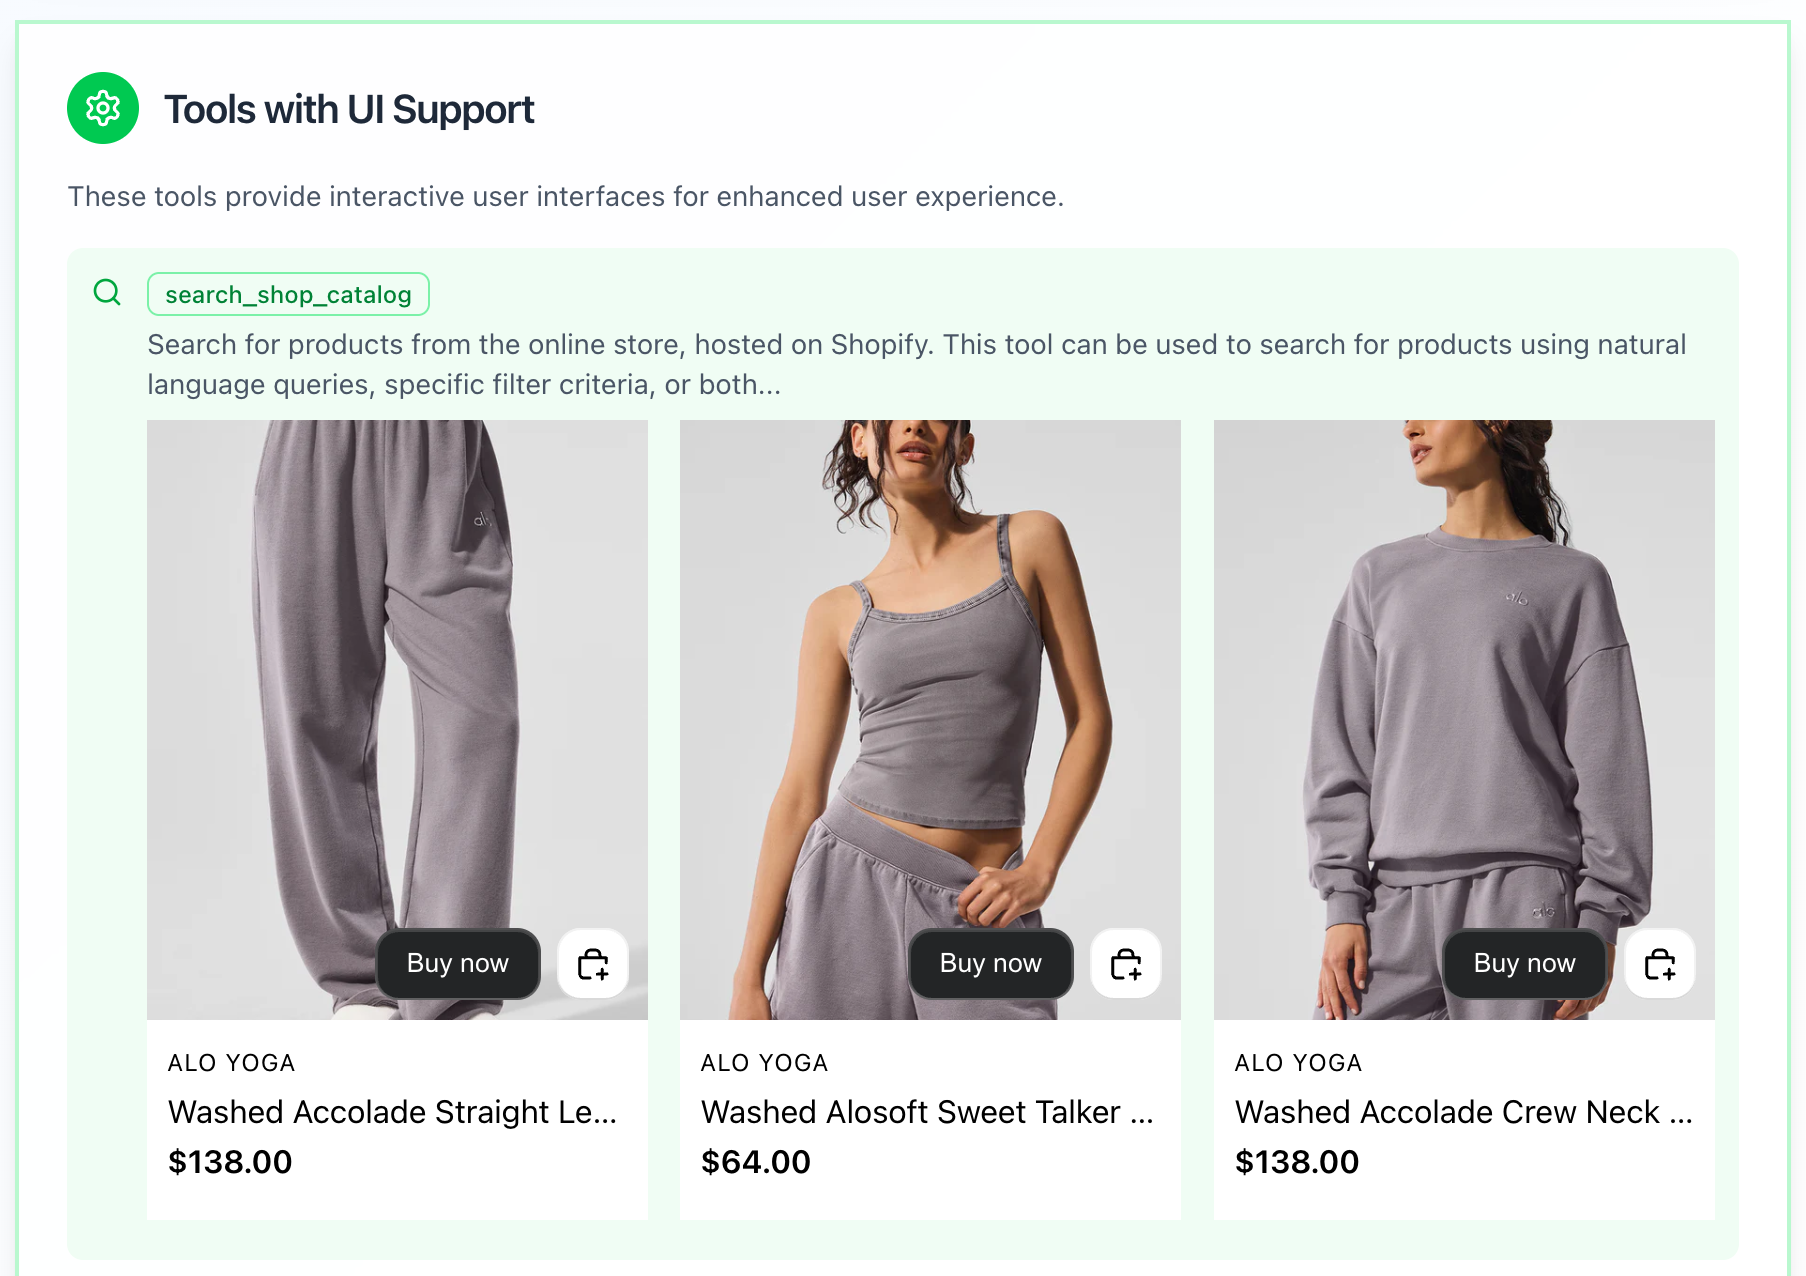 Tools with UI Support
These tools provide interactive user interfaces for enhanced user experience.
search_shop_catalog
Search for products from the online store, hosted on Shopify. This tool can be used to search for products using natural
language queries, specific filter criteria, or both...
alo
alo
alo
Buy now
Buy now
Buy now
ALO YOGA
Washed Accolade Straight Le...
$138.00
ALO YOGA
Washed Alosoft Sweet Talker ...
$64.00
ALO YOGA
Washed Accolade Crew Neck ...
$138.00